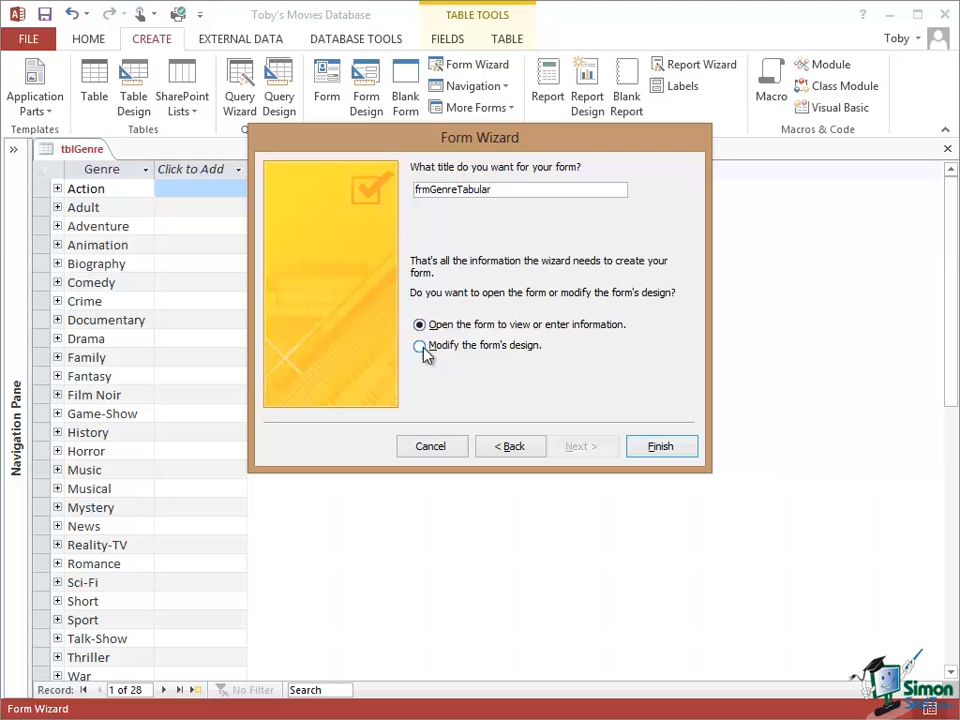 Toby's Movies Database
TABLE TOOLS
?
FILE
HOME
CREATE
EXTERNAL DATA
DATABASE TOOLS
FIELDS
TABLE
Toby
Application
Parts
Table
Table
Design
SharePoint
Lists
Query
Wizard
Query
Design
Form
Form
Design
Blank
Form
Form Wizard
Navigation
More Forms
Report
Report
Design
Blank
Report
Report Wizard
Labels
Macro
Module
Class Module
Visual Basic
Templates
Tables
Macros & Code
Form Wizard
tblGenre
Genre
Click to Add
Action
Adult
Adventure
Animation
Biography
Comedy
Crime
Documentary
Drama
Family
Fantasy
Film Noir
Game-Show
History
Horror
Music
Musical
Mystery
News
Reality-TV
Romance
Sci-Fi
Short
Sport
Talk-Show
Thriller
War
Navigation Pane
What title do you want for your form?
frmGenreTabular
That's all the information the wizard needs to create your
form.
Do you want to open the form or modify the form's design?
Open the form to view or enter information.
Modify the form's design.
Cancel
< Back
Next >
Finish
Record:
1 of 28
No Filter
Search
Form Wizard
Simon